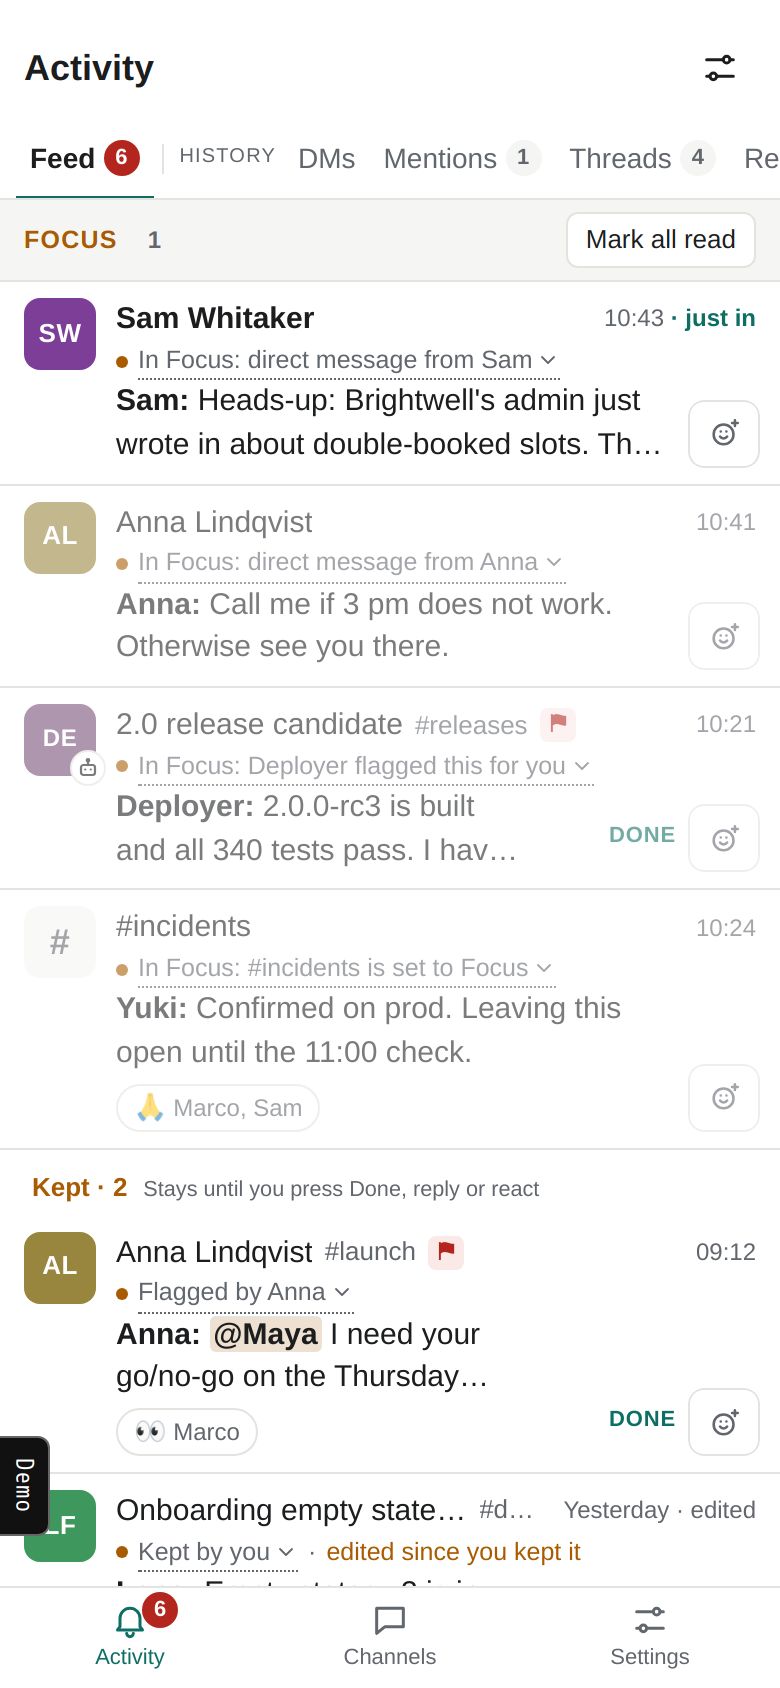 Activity
Feed 6 HISTORY DMs Mentions 1 Threads 4 Re
FOCUS 1 Mark all read
SW Sam Whitaker 10:43 · just in
In Focus: direct message from Sam
Sam: Heads-up: Brightwell's admin just
wrote in about double-booked slots. Th…
AL Anna Lindqvist 10:41
In Focus: direct message from Anna
Anna: Call me if 3 pm does not work.
Otherwise see you there.
DE 2.0 release candidate #releases 10:21
In Focus: Deployer flagged this for you
Deployer: 2.0.0-rc3 is built
and all 340 tests pass. I hav…
DONE
# #incidents 10:24
In Focus: #incidents is set to Focus
Yuki: Confirmed on prod. Leaving this
open until the 11:00 check.
🙏 Marco, Sam
Kept · 2 Stays until you press Done, reply or react
AL Anna Lindqvist #launch 09:12
Flagged by Anna
Anna: @Maya I need your
go/no-go on the Thursday…
👀 Marco DONE
Demo
LF Onboarding empty state… #d… Yesterday · edited
Kept by you · edited since you kept it
6
Activity Channels Settings